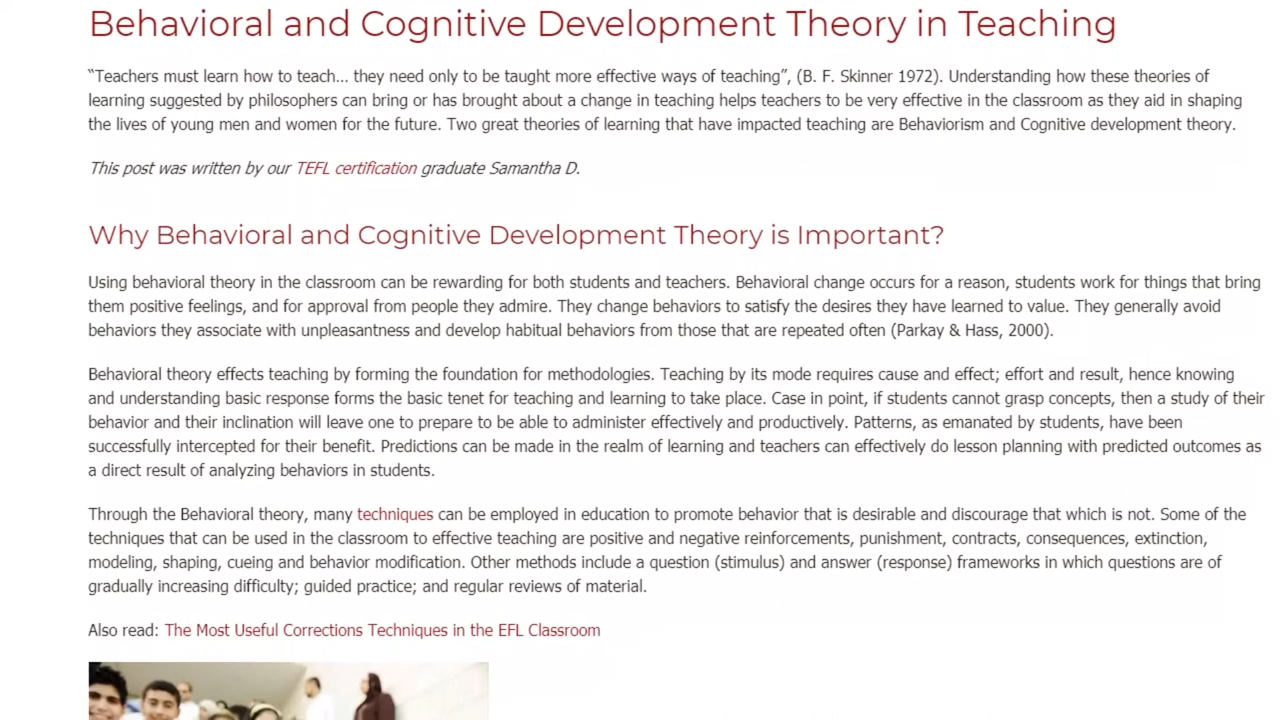 Behavioral and Cognitive Development Theory in Teaching
“Teachers must learn how to teach... they need only to be taught more effective ways of teaching”, (B. F. Skinner 1972). Understanding how these theories of
learning suggested by philosophers can bring or has brought about a change in teaching helps teachers to be very effective in the classroom as they aid in shaping
the lives of young men and women for the future. Two great theories of learning that have impacted teaching are Behaviorism and Cognitive development theory.
This post was written by our TEFL certification graduate Samantha D.
Why Behavioral and Cognitive Development Theory is Important?
Using behavioral theory in the classroom can be rewarding for both students and teachers. Behavioral change occurs for a reason, students work for things that bring
them positive feelings, and for approval from people they admire. They change behaviors to satisfy the desires they have learned to value. They generally avoid
behaviors they associate with unpleasantness and develop habitual behaviors from those that are repeated often (Parkay & Hass, 2000).
Behavioral theory effects teaching by forming the foundation for methodologies. Teaching by its mode requires cause and effect; effort and result, hence knowing
and understanding basic response forms the basic tenet for teaching and learning to take place. Case in point, if students cannot grasp concepts, then a study of their
behavior and their inclination will leave one to prepare to be able to administer effectively and productively. Patterns, as emanated by students, have been
successfully intercepted for their benefit. Predictions can be made in the realm of learning and teachers can effectively do lesson planning with predicted outcomes as
a direct result of analyzing behaviors in students.
Through the Behavioral theory, many techniques can be employed in education to promote behavior that is desirable and discourage that which is not. Some of the
techniques that can be used in the classroom to effective teaching are positive and negative reinforcements, punishment, contracts, consequences, extinction,
modeling, shaping, cueing and behavior modification. Other methods include a question (stimulus) and answer (response) frameworks in which questions are of
gradually increasing difficulty; guided practice; and regular reviews of material.
Also read: The Most Useful Corrections Techniques in the EFL Classroom